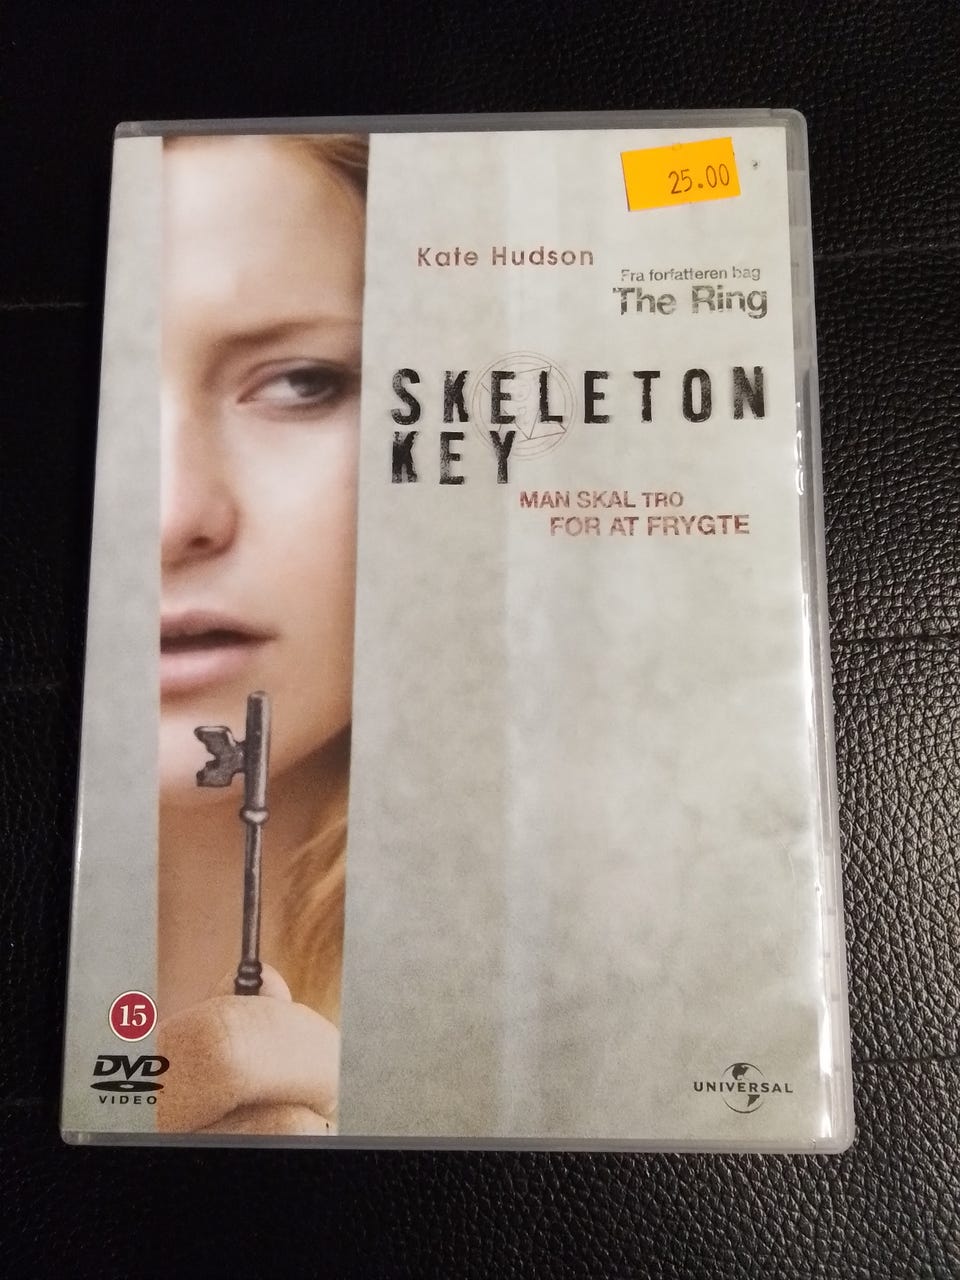 25.00
Kate Hudson
Fra forfatteren bag
The Ring
SKELETON
KEY
MAN SKAL TRO
FOR AT FRYGTE
15
DVD
VIDEO
UNIVERSAL